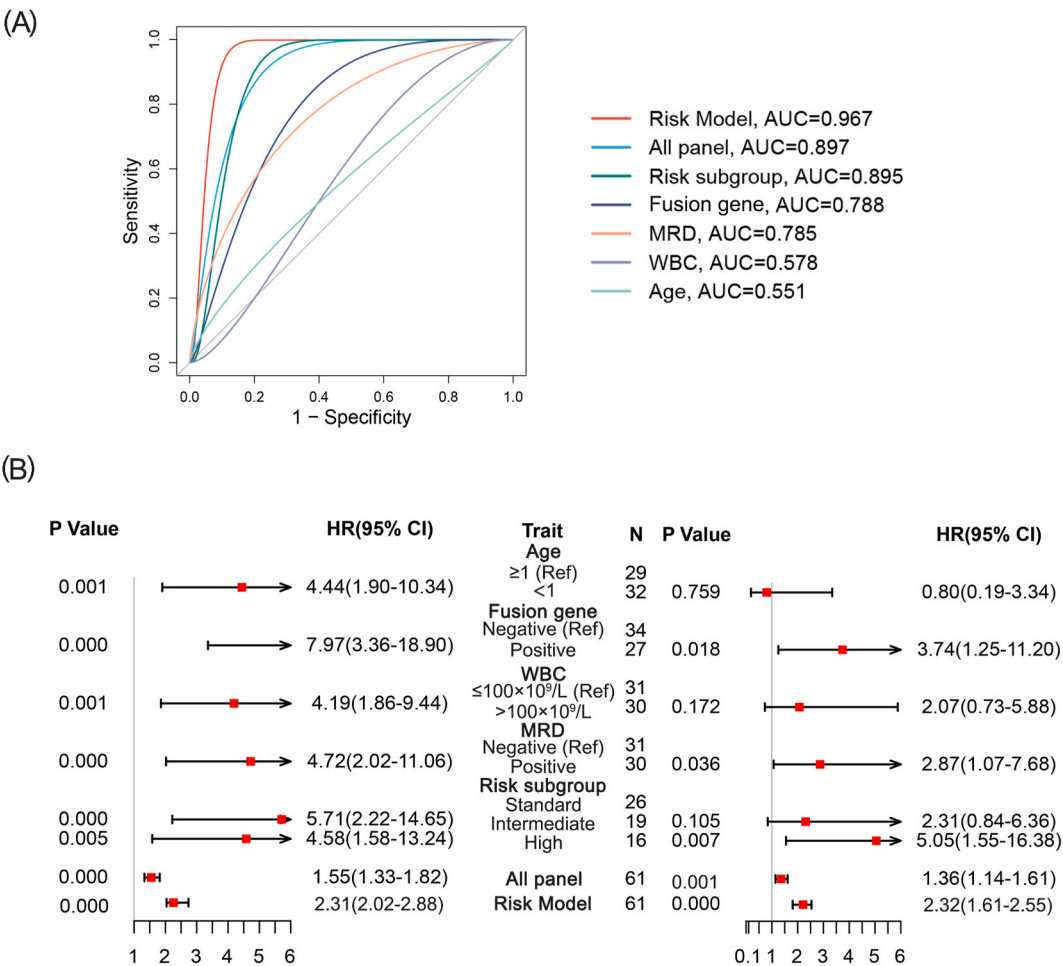 (A)
1.0
0.8
0.6
0.4
0.2
0.0
Sensitivity
0.0 0.2 0.4 0.6 0.8 1.0
1 − Specificity
Risk Model, AUC=0.967
All panel, AUC=0.897
Risk subgroup, AUC=0.895
Fusion gene, AUC=0.788
MRD, AUC=0.785
WBC, AUC=0.578
Age, AUC=0.551
(B)
P Value HR(95% CI) Trait N P Value HR(95% CI)
Age
≥1 (Ref) 29
0.001 4.44(1.90-10.34) <1 32 0.759 0.80(0.19-3.34)
Fusion gene
Negative (Ref) 34
0.000 7.97(3.36-18.90) Positive 27 0.018 3.74(1.25-11.20)
WBC
≤100×10⁹/L (Ref) 31
0.001 4.19(1.86-9.44) >100×10⁹/L 30 0.172 2.07(0.73-5.88)
MRD
Negative (Ref) 31
0.000 4.72(2.02-11.06) Positive 30 0.036 2.87(1.07-7.68)
Risk subgroup
Standard 26
0.000 5.71(2.22-14.65) Intermediate 19 0.105 2.31(0.84-6.36)
0.005 4.58(1.58-13.24) High 16 0.007 5.05(1.55-16.38)
0.000 1.55(1.33-1.82) All panel 61 0.001 1.36(1.14-1.61)
0.000 2.31(2.02-2.88) Risk Model 61 0.000 2.32(1.61-2.55)
1 2 3 4 5 6 0.1 1 2 3 4 5 6